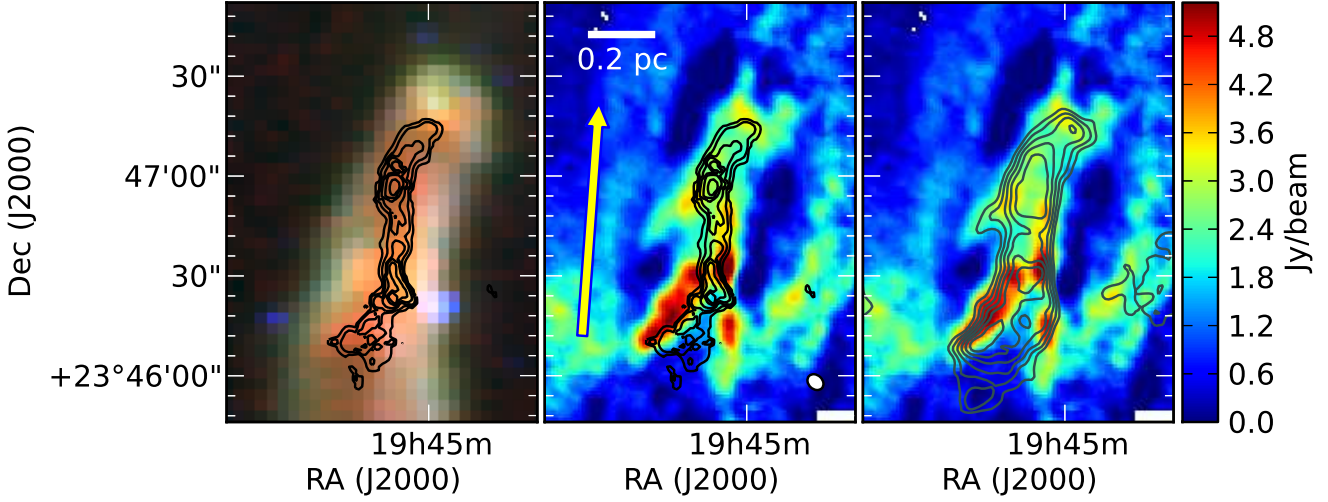 Dec (J2000)
30"
47'00"
30"
+23°46'00"
0.2 pc
19h45m
19h45m
19h45m
RA (J2000)
RA (J2000)
RA (J2000)
4.8
4.2
3.6
3.0
2.4
1.8
1.2
0.6
0.0
Jy/beam